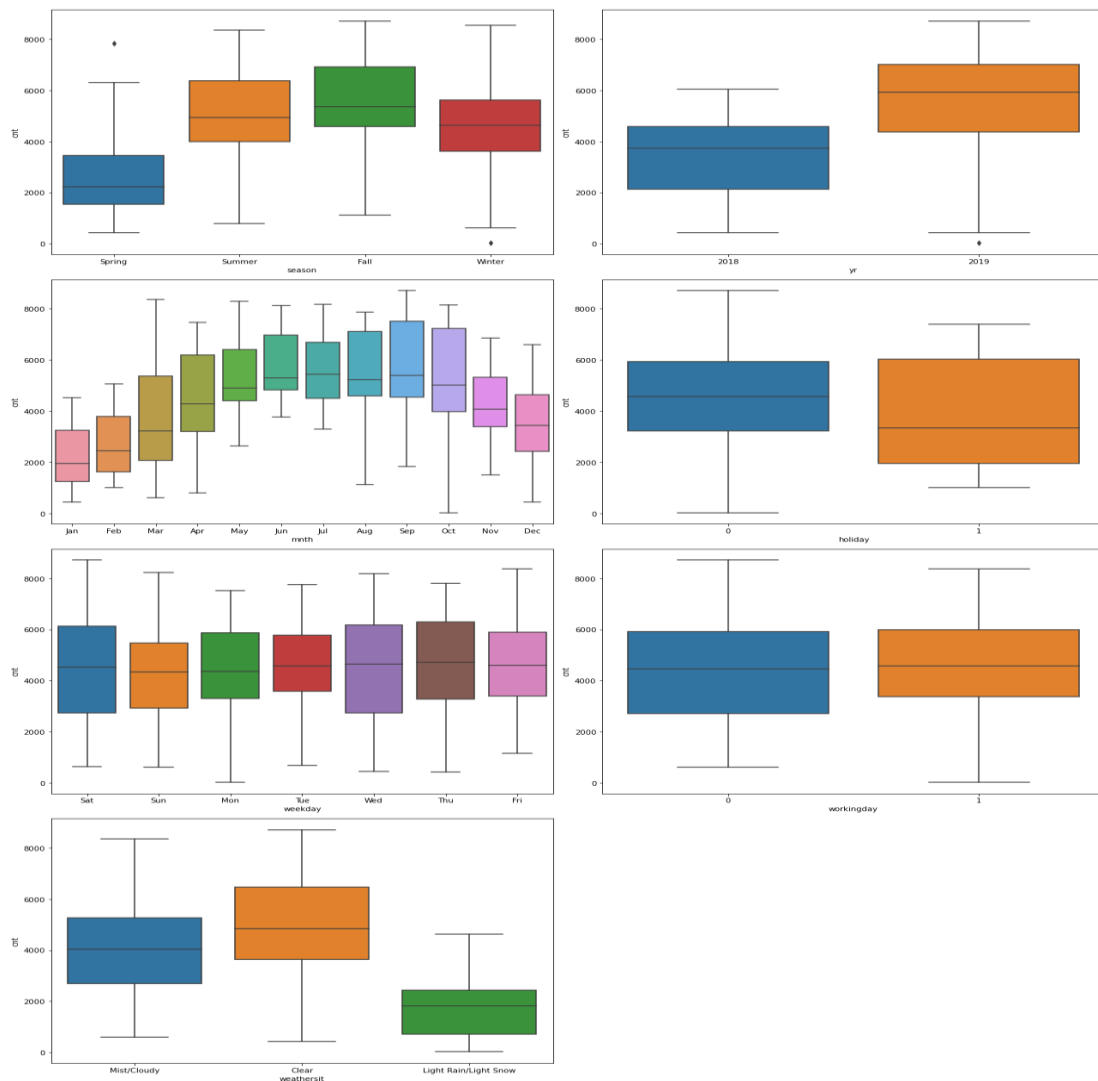 8000
6000
4000
2000
0
cnt
Spring Summer Fall Winter
season
8000
6000
4000
2000
0
cnt
2018 2019
yr
8000
6000
4000
2000
0
cnt
Jan Feb Mar Apr May Jun Jul Aug Sep Oct Nov Dec
mnth
8000
6000
4000
2000
0
cnt
0 1
holiday
8000
6000
4000
2000
0
cnt
Sat Sun Mon Tue Wed Thu Fri
weekday
8000
6000
4000
2000
0
cnt
0 1
workingday
8000
6000
4000
2000
0
cnt
Mist/Cloudy Clear Light Rain/Light Snow
weathersit